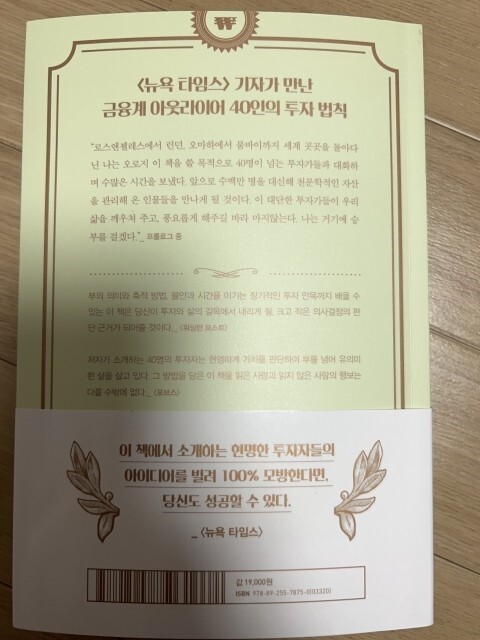 〈뉴욕 타임스〉 기자가 만난
금융계 아웃라이어 40인의 투자 법칙
“로스앤젤레스에서 런던, 오마하에서 뭄바이까지 세계 곳곳을 돌아다
닌 나는 오로지 이 책을 쓸 목적으로 40명이 넘는 투자가들과 대화하
며 수많은 시간을 보냈다. 앞으로 수백만 명을 대신해 천문학적인 자산
을 관리해 온 인물들을 만나게 될 것이다. 이 대단한 투자가들이 우리
삶을 깨우쳐 주고, 풍요롭게 해주길 바라 마지않는다. 나는 거기에 승
부를 걸겠다.”_ 프롤로그 중
부의 의미와 축적 방법, 불안과 시간을 이기는 장기적인 투자 안목까지 배울 수
있는 이 책은 당신이 투자와 삶의 길목에서 내리게 될, 크고 작은 의사결정의 판
단 근거가 되어줄 것이다._ 〈워싱턴 포스트〉
저자가 소개하는 40명의 투자자는 현명하게 가치를 판단하여 부를 넘어 유의미
한 삶을 살고 있다. 그 방법을 담은 이 책을 읽은 사람과 읽지 않은 사람의 행보는
다를 수밖에 없다._ 〈포브스〉
이 책에서 소개하는 현명한 투자자들의
아이디어를 빌려 100% 모방한다면,
당신도 성공할 수 있다.
_ 〈뉴욕 타임스〉
값 19,000원
ISBN 978-89-255-7875-0(03320)